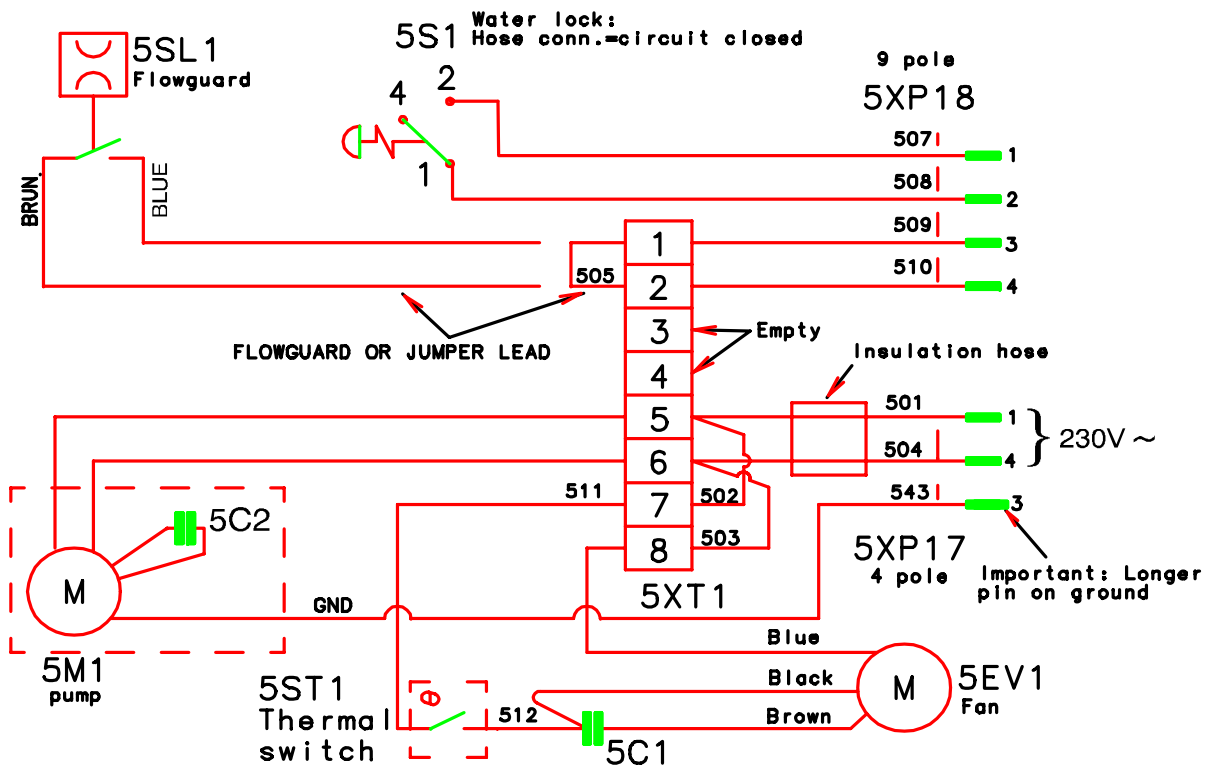 Water lock:
5S1 Hose conn.=circuit closed
5SL1
Flowguard
9 pole
5XP18
2
4
1
507
1
508
2
BRUN.
BLUE
509
3
510
4
505
1
2
3
4
5
6
7
8
Empty
FLOWGUARD OR JUMPER LEAD
Insulation hose
501
1
504
4
230V ~
511
502
543
3
503
5C2
M
5XP17
4 pole
Important: Longer
pin on ground
5XT1
GND
5M1
pump
Blue
Black
Brown
M
5EV1
Fan
5ST1
Thermal
switch
512
5C1